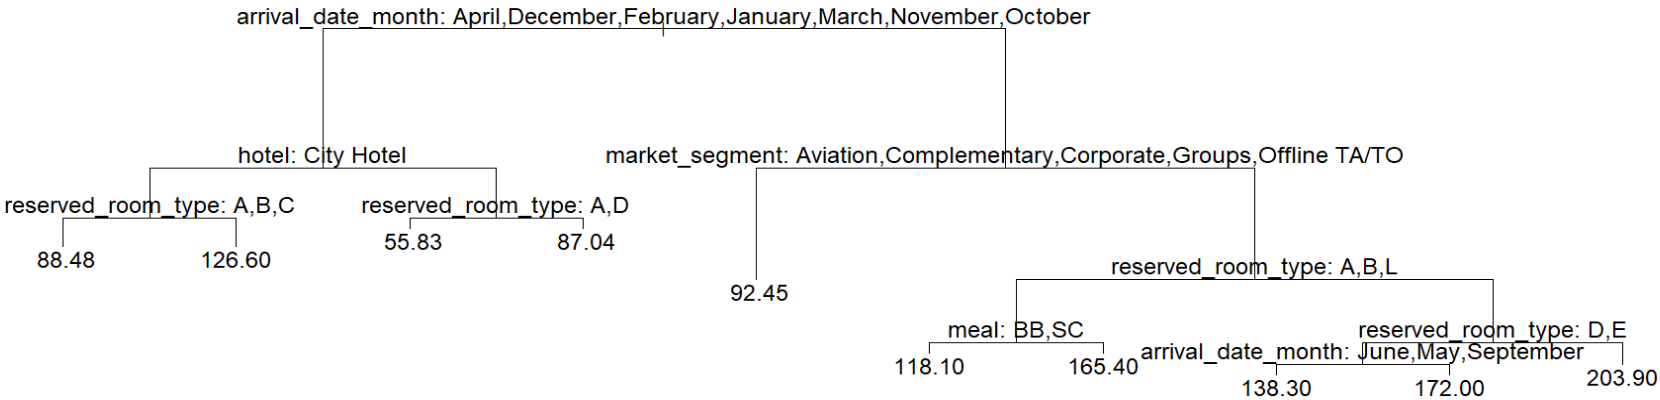 arrival_date_month: April,December,February,January,March,November,October
hotel: City Hotel
market_segment: Aviation,Complementary,Corporate,Groups,Offline TA/TO
reserved_room_type: A,B,C
reserved_room_type: A,D
88.48
126.60
55.83
87.04
92.45
reserved_room_type: A,B,L
meal: BB,SC
reserved_room_type: D,E
118.10
165.40
arrival_date_month: June,May,September
138.30
172.00
203.90